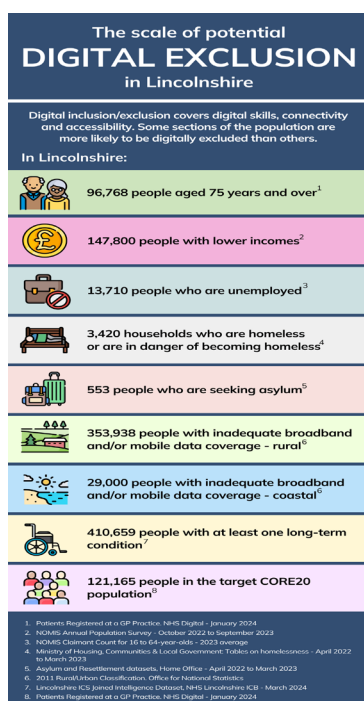 The scale of potential
DIGITAL EXCLUSION
in Lincolnshire
Digital inclusion/exclusion covers digital skills, connectivity
and accessibility. Some sections of the population are
more likely to be digitally excluded than others.
In Lincolnshire:
96,768 people aged 75 years and over1
147,800 people with lower incomes2
13,710 people who are unemployed3
3,420 households who are homeless
or are in danger of becoming homeless4
553 people who are seeking asylum5
353,938 people with inadequate broadband
and/or mobile data coverage - rural6
29,000 people with inadequate broadband
and/or mobile data coverage - coastal6
410,659 people with at least one long-term
condition7
121,165 people in the target CORE20
population8
1. Patients Registered at a GP Practice. NHS Digital - January 2024
2. NOMIS Annual Population Survey - October 2022 to September 2023
3. NOMIS Claimant Count for 16 to 64-year-olds - 2023 average
4. Ministry of Housing, Communities & Local Government: Tables on homelessness - April 2022
to March 2023
5. Asylum and Resettlement datasets, Home Office - April 2022 to March 2023
6. 2011 Rural/Urban Classification. Office for National Statistics
7. Lincolnshire ICS Joined Intelligence Dataset, NHS Lincolnshire ICB - March 2024
8. Patients Registered at a GP Practice. NHS Digital - January 2024